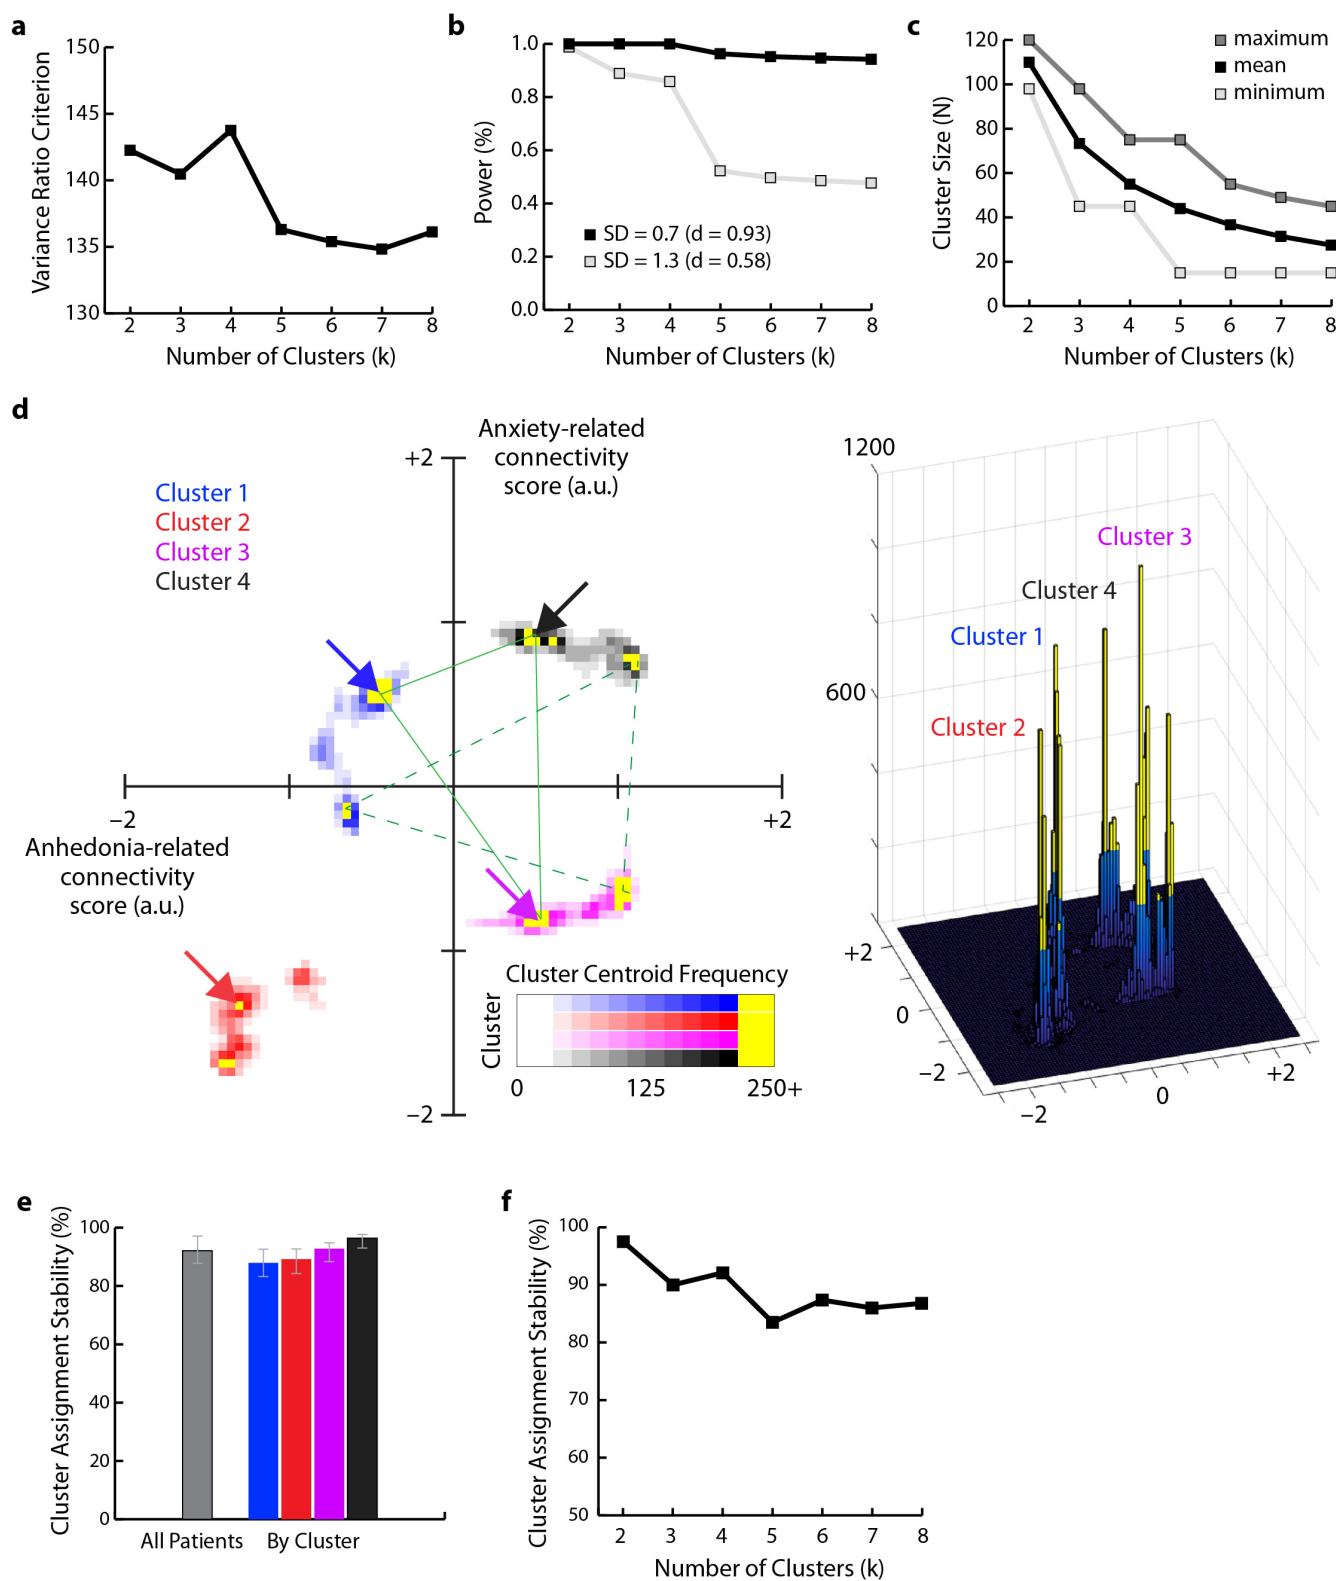 a
150
145
140
135
130
Variance Ratio Criterion
2 3 4 5 6 7 8
Number of Clusters (k)
b
1.0
0.8
0.6
0.4
0.2
0.0
Power (%)
SD = 0.7 (d = 0.93)
SD = 1.3 (d = 0.58)
2 3 4 5 6 7 8
Number of Clusters (k)
c
120
100
80
60
40
20
0
Cluster Size (N)
maximum
mean
minimum
2 3 4 5 6 7 8
Number of Clusters (k)
d
Cluster 1
Cluster 2
Cluster 3
Cluster 4
Anxiety-related
connectivity
score (a.u.)
+2
−2
+2
−2
Anhedonia-related
connectivity
score (a.u.)
Cluster Centroid Frequency
Cluster
0 125 250+
1200
600
Cluster 3
Cluster 4
Cluster 1
Cluster 2
+2
0
−2
−2
0
+2
e
100
80
60
40
20
0
Cluster Assignment Stability (%)
All Patients By Cluster
f
100
90
80
70
60
50
Cluster Assignment Stability (%)
2 3 4 5 6 7 8
Number of Clusters (k)